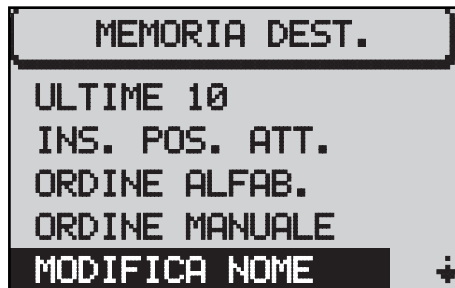 MEMORIA DEST.
ULTIME 10
INS. POS. ATT.
ORDINE ALFAB.
ORDINE MANUALE
MODIFICA NOME